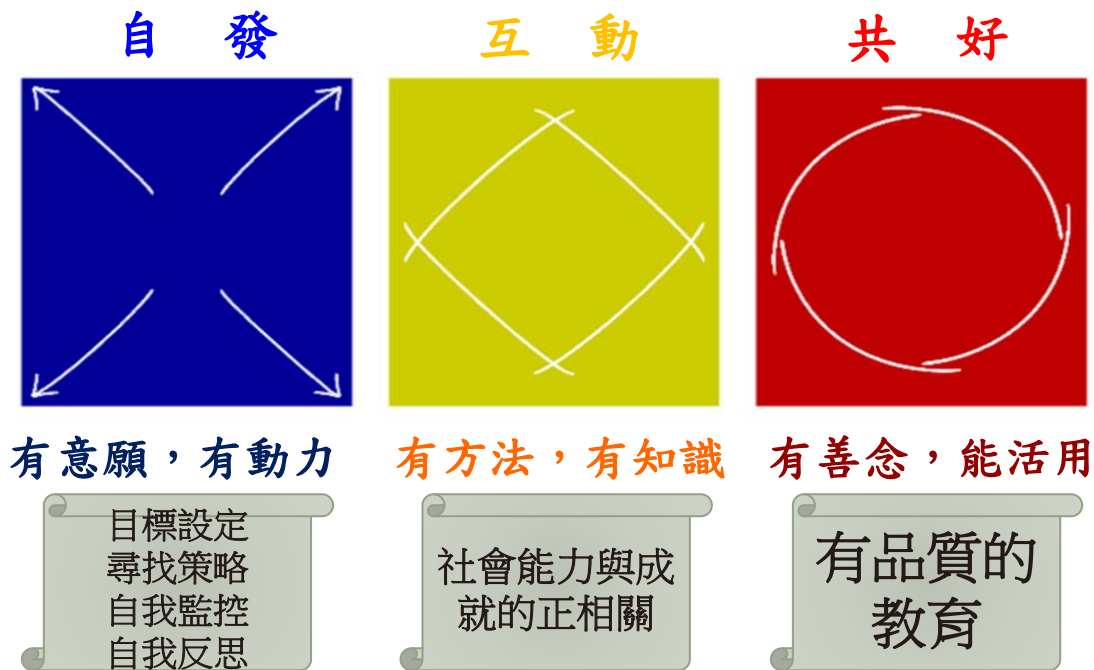 自發
互動
共好
有意願，有動力
有方法，有知識
有善念，能活用
目標設定
尋找策略
自我監控
自我反思
社會能力與成
就的正相關
有品質的
教育